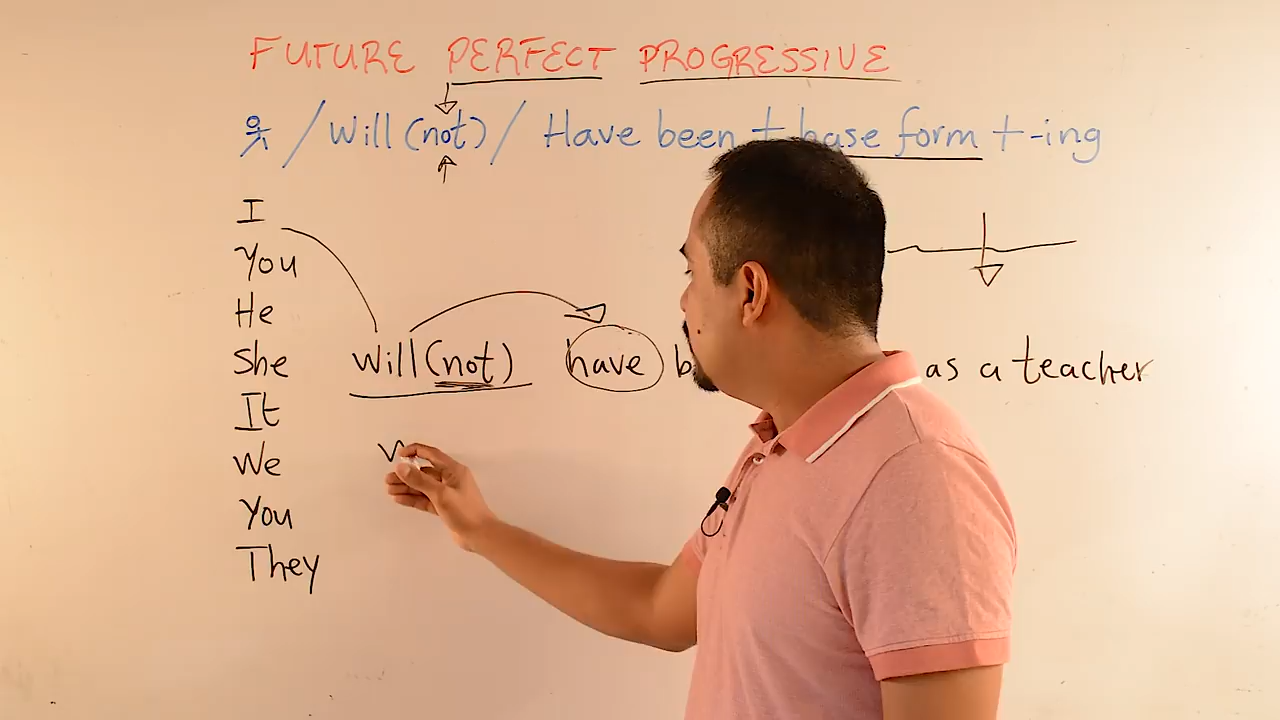 FUTURE PERFECT PROGRESSIVE
/ Will (not) / Have been + base form + -ing
I
You
He
She will (not) have as a teacher
It
We
You
They